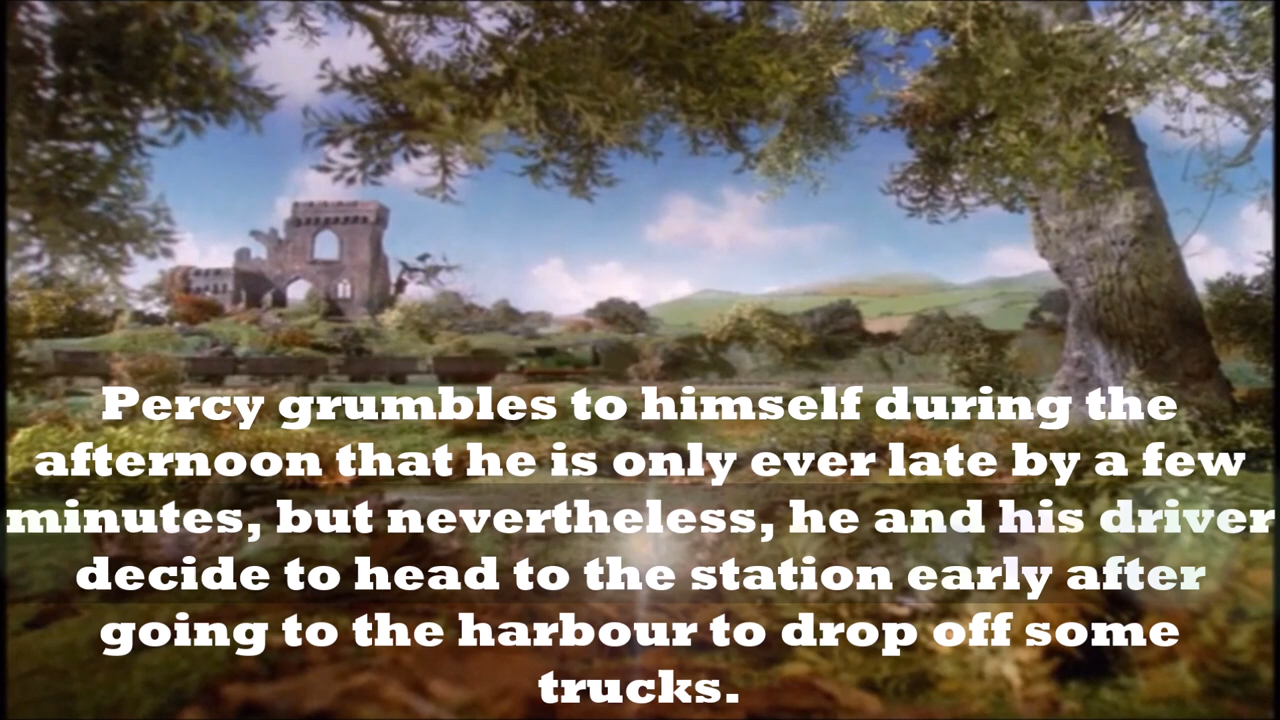 Percy grumbles to himself during the
afternoon that he is only ever late by a few
minutes, but nevertheless, he and his driver
decide to head to the station early after
going to the harbour to drop off some
trucks.